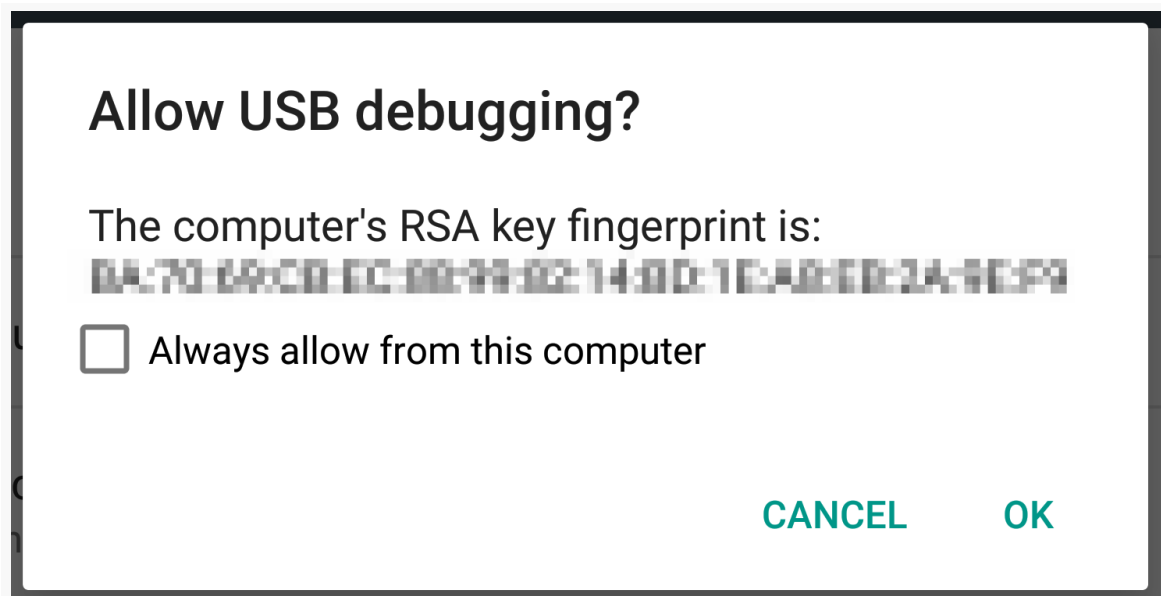 Allow USB debugging?
The computer's RSA key fingerprint is:
Always allow from this computer
CANCEL OK